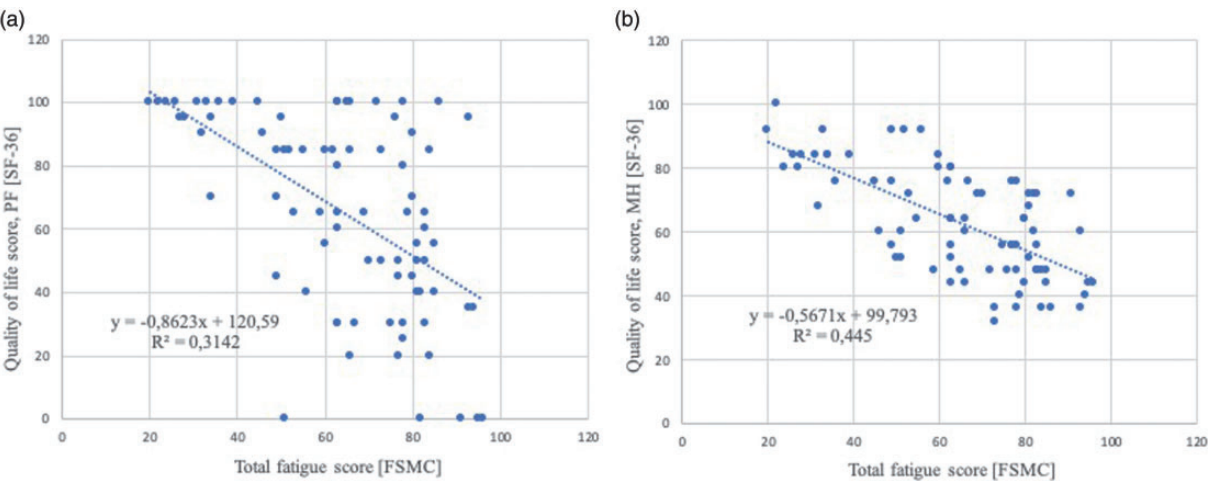 (a)
120
100
80
60
40
20
0
0 20 40 60 80 100 120
Quality of life score, PF [SF-36]
y = -0,8623x + 120,59
R² = 0,3142
Total fatigue score [FSMC]
(b)
120
100
80
60
40
20
0
0 20 40 60 80 100 120
Quality of life score, MH [SF-36]
y = -0,5671x + 99,793
R² = 0,445
Total fatigue score [FSMC]